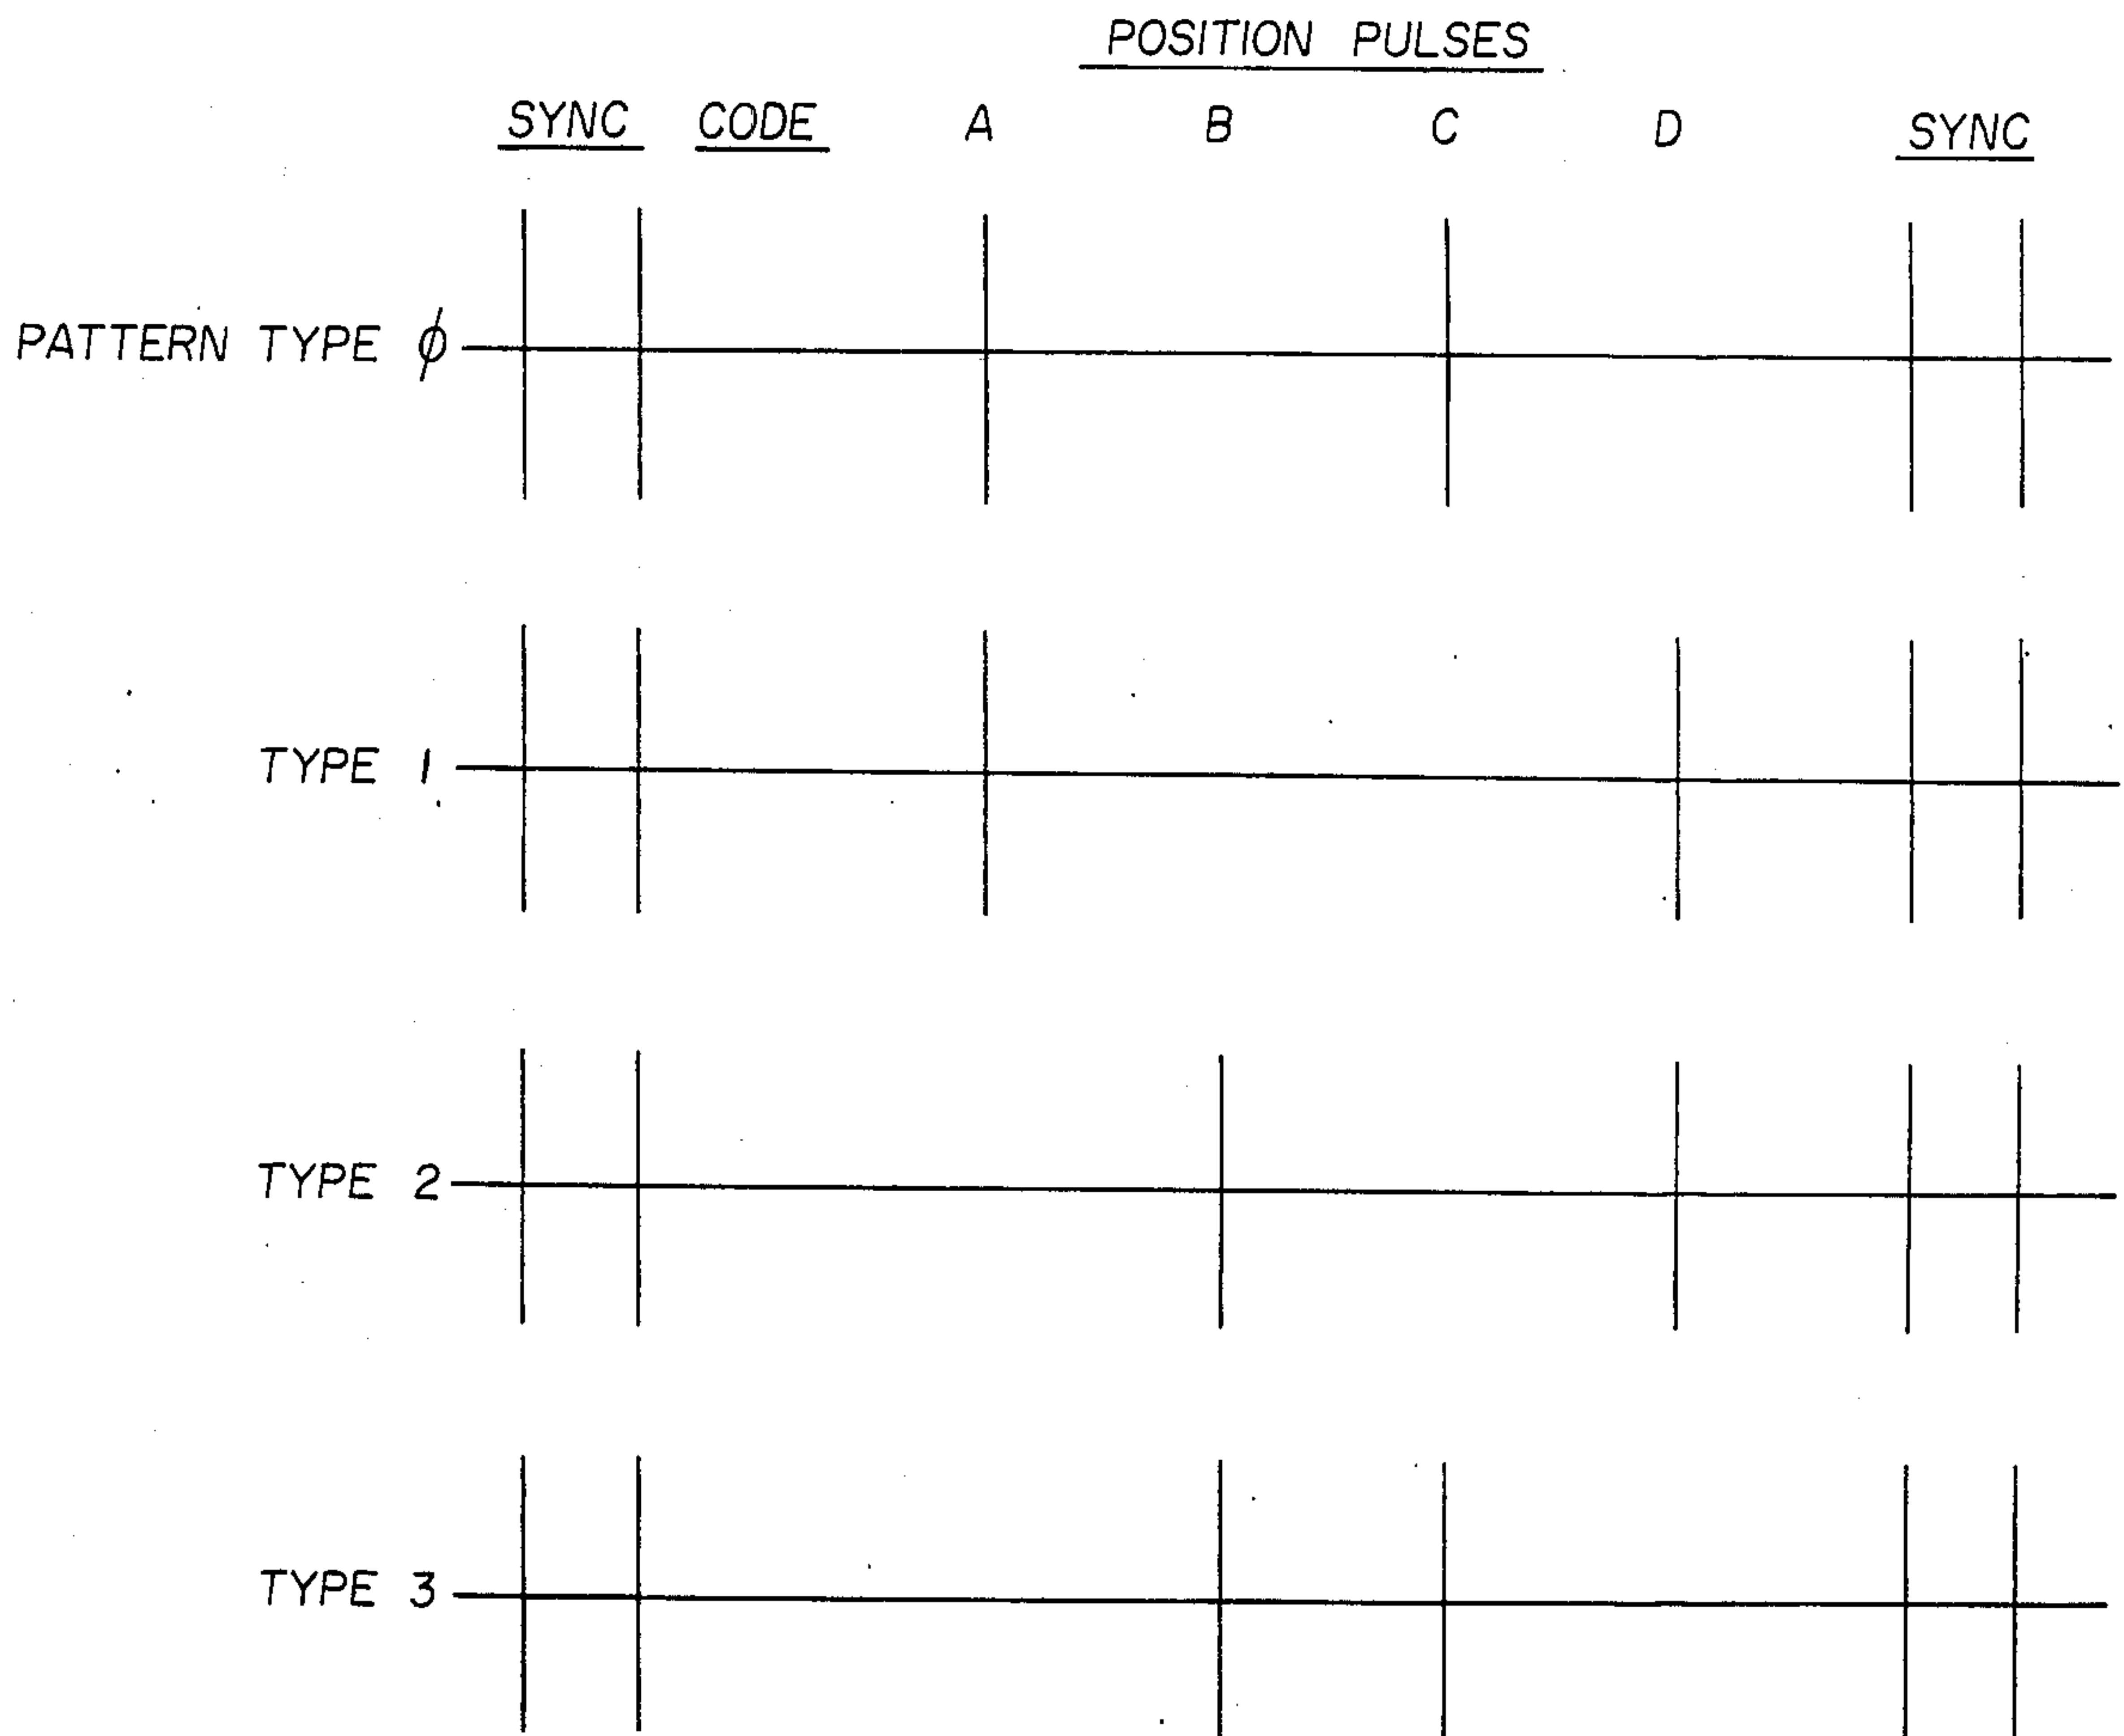 POSITION PULSES
SYNC CODE A B C D SYNC
PATTERN TYPE ϕ
TYPE 1
TYPE 2
TYPE 3